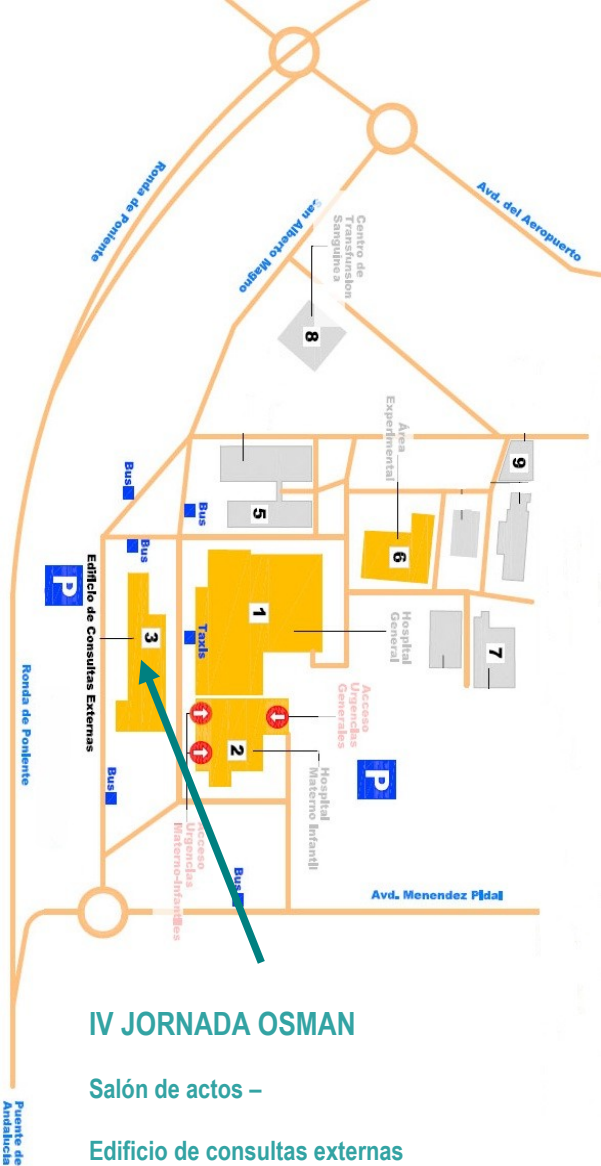 Avd. del Aeropuerto
Ronda de Poniente
San Alberto Magno
Centro de
Transfunsion
Sanguinea
8
Área
Experimental
9
Bus
Bus
5
6
Bus
P
Edificio de Consultas Externas
3
Taxis
1
Hospital
General
7
Ronda de Poniente
Acceso
Urgencias
Generales
2
Hospital
Materno Infantil
P
Bus
Acceso
Urgencias
Materno-Infantiles
Bus
Avd. Menendez Pidal
IV JORNADA OSMAN
Salón de actos –
Edificio de consultas externas
Puente de
Andalucia